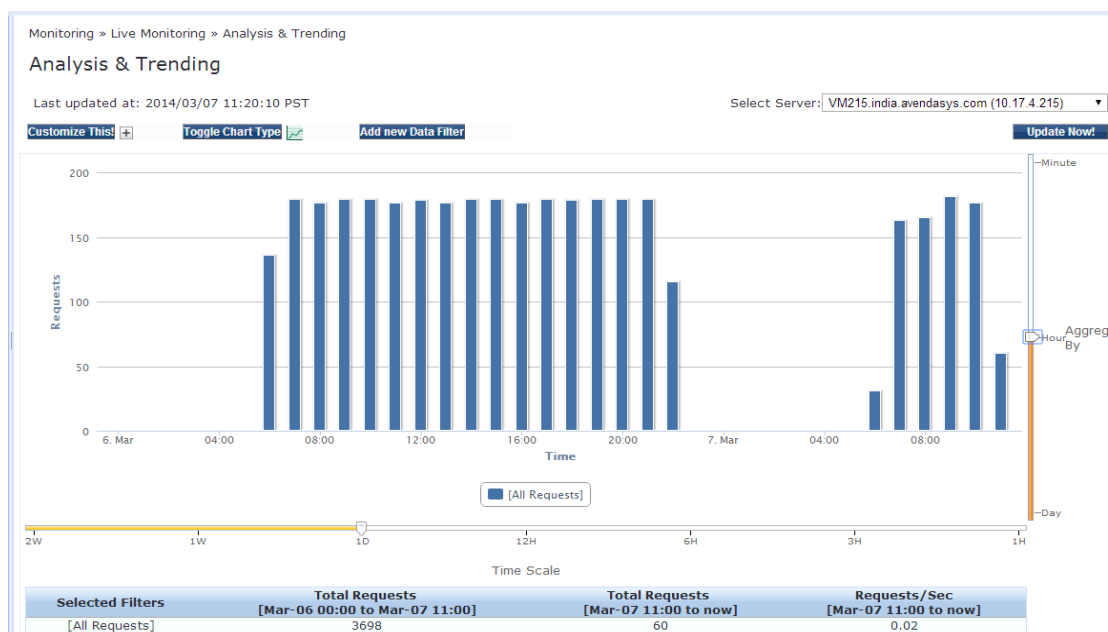 Monitoring » Live Monitoring » Analysis & Trending
Analysis & Trending
Last updated at: 2014/03/07 11:20:10 PST
Select Server: VM215.india.avendasys.com (10.17.4.215)
Customize This!
Toggle Chart Type
Add new Data Filter
Update Now!
200
150
100
50
0
Requests
6. Mar 04:00 08:00 12:00 16:00 20:00 7. Mar 04:00 08:00
Time
[All Requests]
Minute
Hour
Aggreg
By
Day
2W 1W 1D 12H 6H 3H 1H
Time Scale
Selected Filters
Total Requests
[Mar-06 00:00 to Mar-07 11:00]
Total Requests
[Mar-07 11:00 to now]
Requests/Sec
[Mar-07 11:00 to now]
[All Requests] 3698 60 0.02